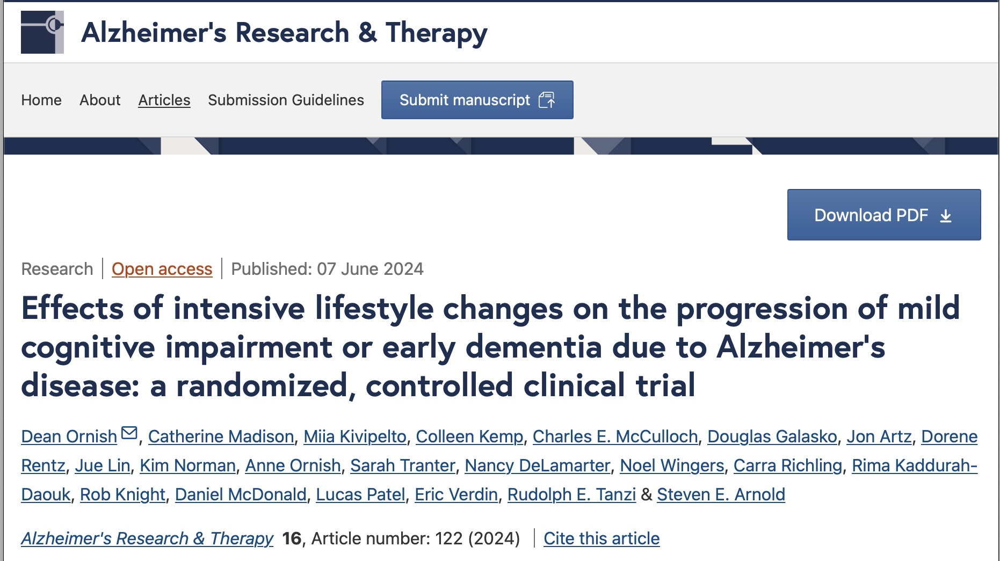 Alzheimer's Research & Therapy
Home About Articles Submission Guidelines Submit manuscript
Download PDF
Research | Open access | Published: 07 June 2024
Effects of intensive lifestyle changes on the progression of mild
cognitive impairment or early dementia due to Alzheimer's
disease: a randomized, controlled clinical trial
Dean Ornish, Catherine Madison, Miia Kivipelto, Colleen Kemp, Charles E. McCulloch, Douglas Galasko, Jon Artz, Dorene
Rentz, Jue Lin, Kim Norman, Anne Ornish, Sarah Tranter, Nancy DeLamarter, Noel Wingers, Carra Richling, Rima Kaddurah-
Daouk, Rob Knight, Daniel McDonald, Lucas Patel, Eric Verdin, Rudolph E. Tanzi & Steven E. Arnold
Alzheimer's Research & Therapy 16, Article number: 122 (2024) | Cite this article